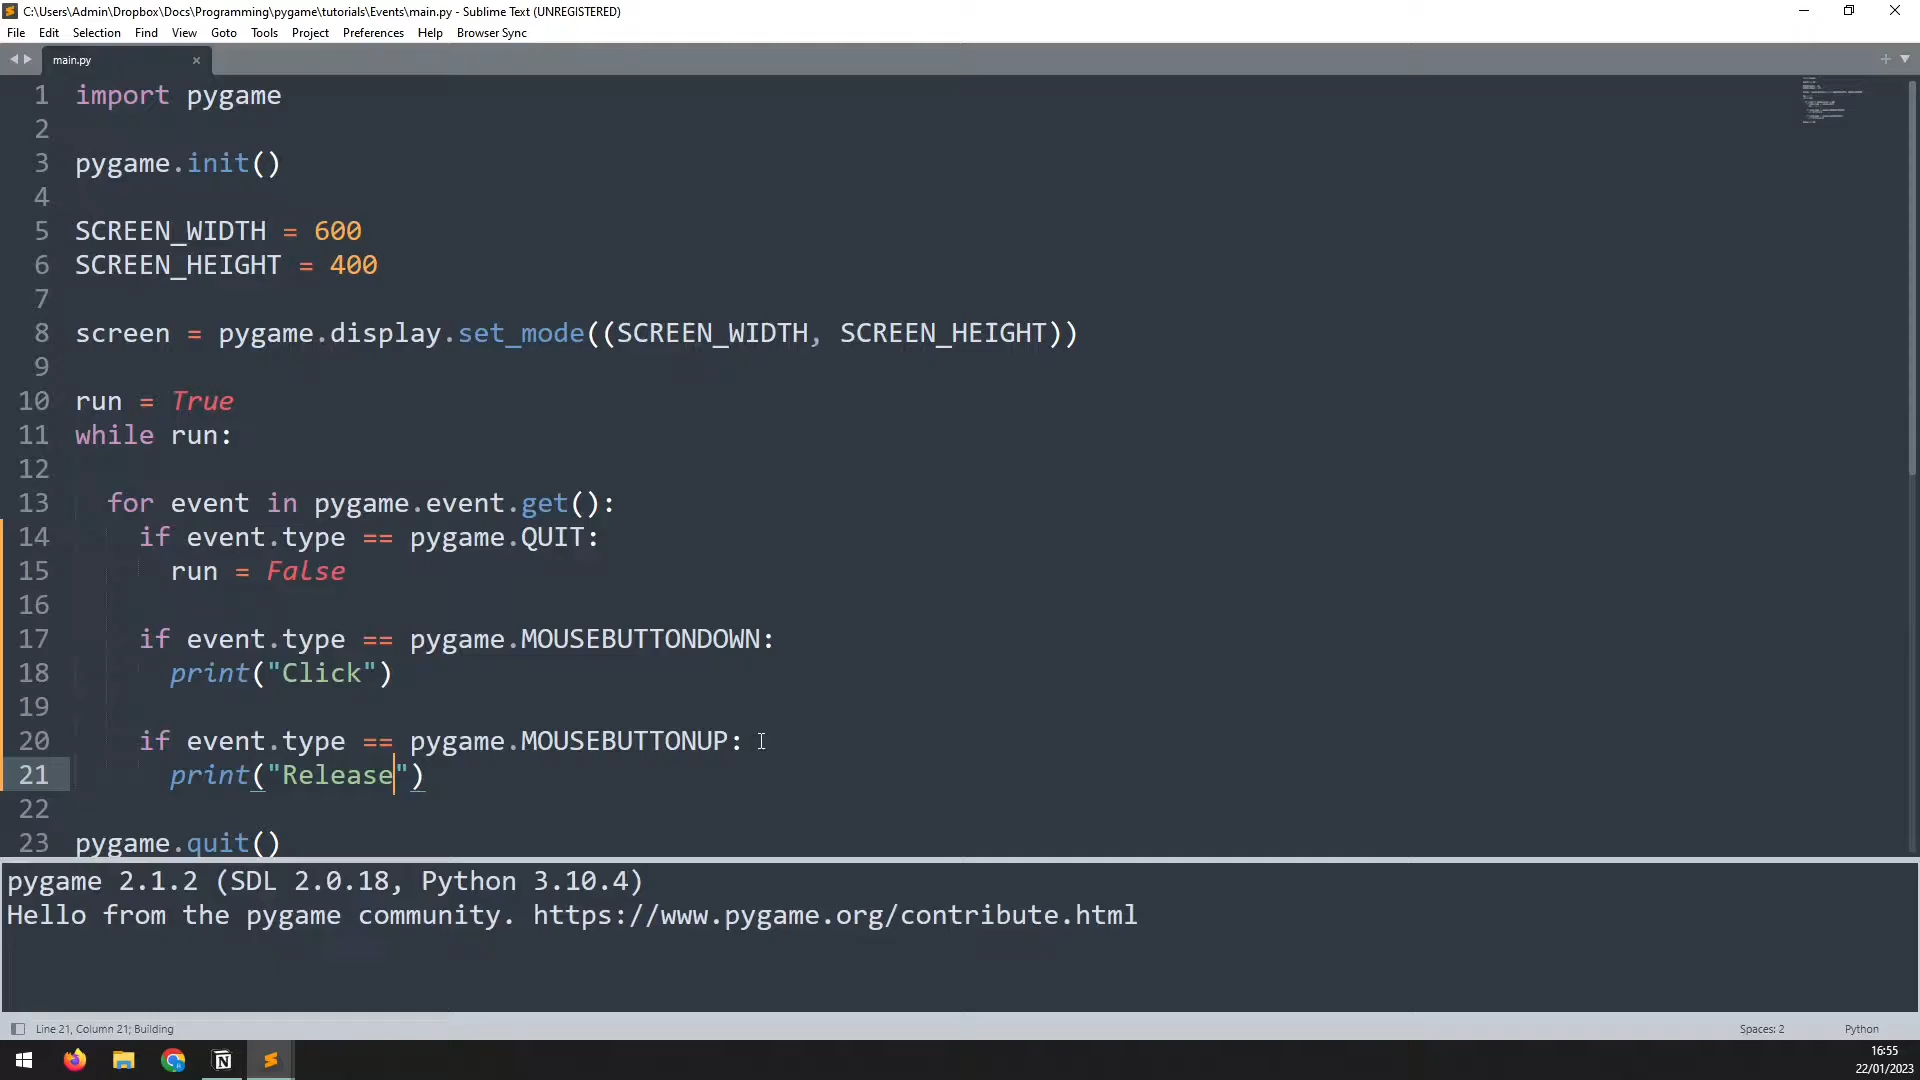 C:\Users\Admin\Dropbox\Docs\Programming\pygame\tutorials\Events\main.py - Sublime Text (UNREGISTERED)
File Edit Selection Find View Goto Tools Project Preferences Help Browser Sync
main.py
1 import pygame
2
3 pygame.init()
4
5 SCREEN_WIDTH = 600
6 SCREEN_HEIGHT = 400
7
8 screen = pygame.display.set_mode((SCREEN_WIDTH, SCREEN_HEIGHT))
9
10 run = True
11 while run:
12
13   for event in pygame.event.get():
14     if event.type == pygame.QUIT:
15       run = False
16
17     if event.type == pygame.MOUSEBUTTONDOWN:
18       print("Click")
19
20     if event.type == pygame.MOUSEBUTTONUP:
21       print("Release")
22
23 pygame.quit()
pygame 2.1.2 (SDL 2.0.18, Python 3.10.4)
Hello from the pygame community. https://www.pygame.org/contribute.html
Line 21, Column 21; Building
Spaces: 2
Python
16:55
22/01/2023